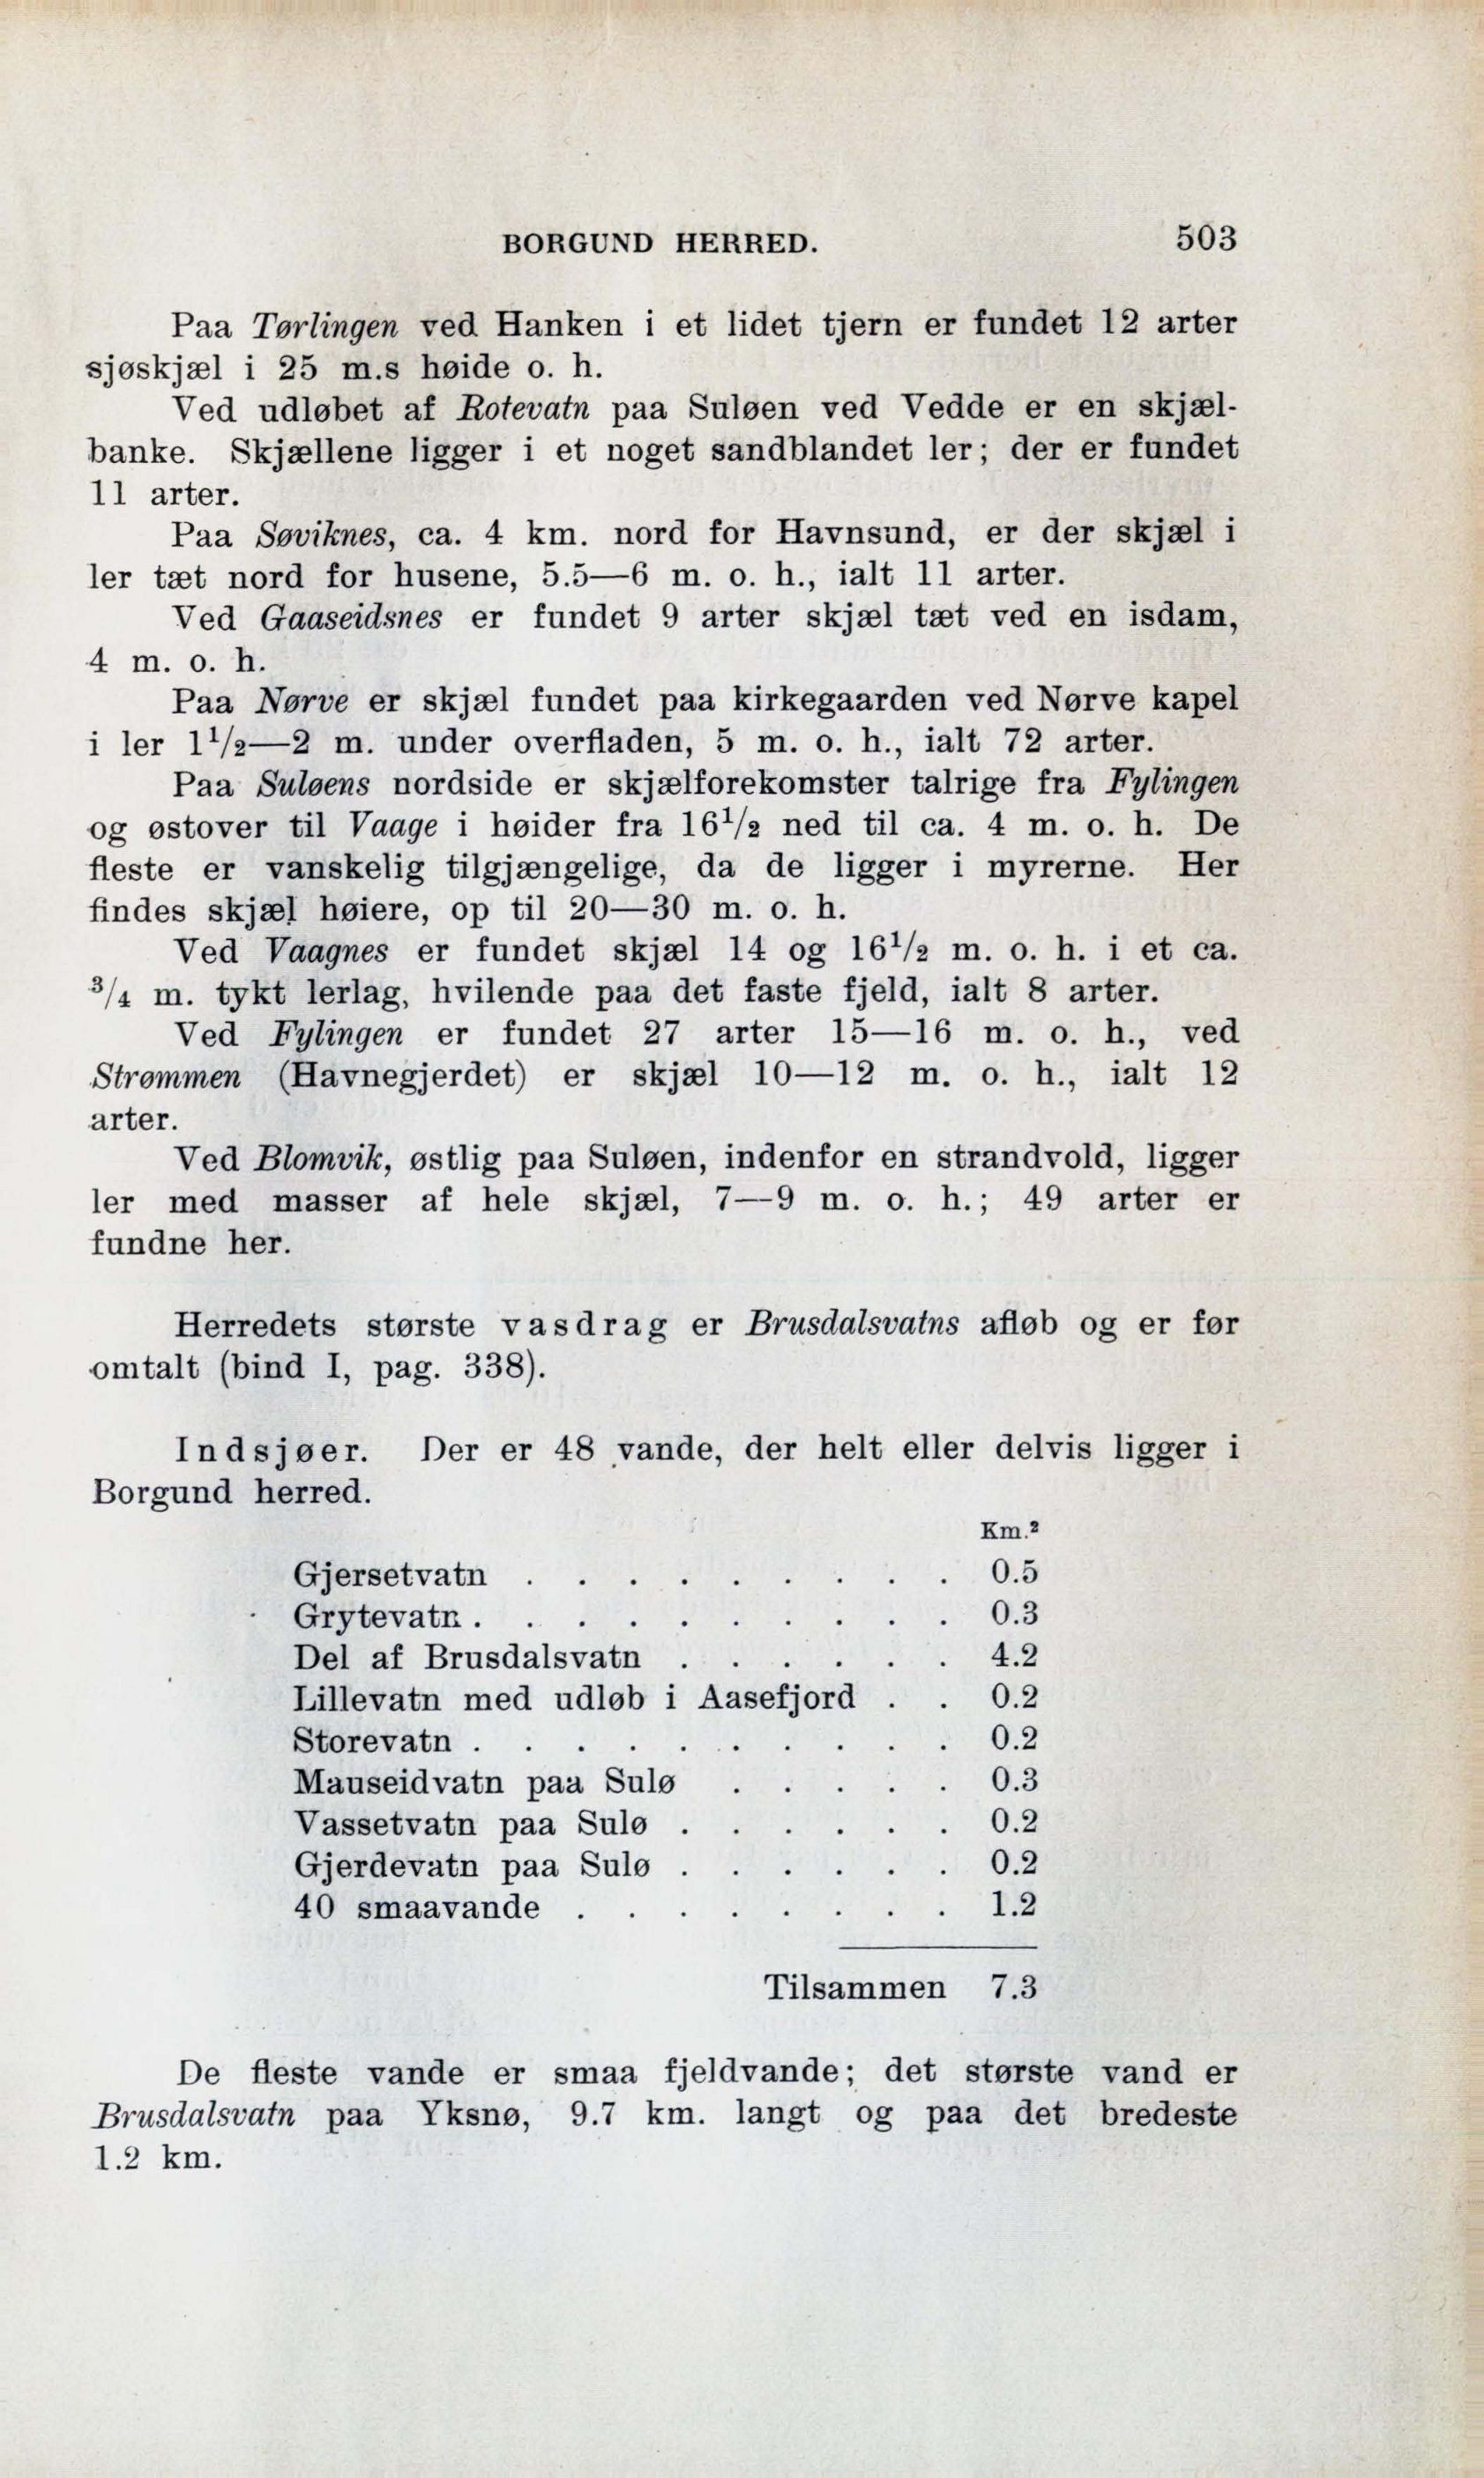 BORGUND HERRED. 503
Paa Tørlingen ved Hanken i et lidet tjern er fundet 12 arter
sjøskjæl i 25 m.s høide o. h.
Ved udløbet af Rotevatn paa Suløen ved Vedde er en skjæl-
banke. Skjællene ligger i et noget sandblandet ler; der er fundet
11 arter.
Paa Søviknes, ca. 4 km. nord for Havnsund, er der skjæl i
ler tæt nord for husene, 5.5—6 m. o. h., ialt 11 arter.
Ved Gaaseidsnes er fundet 9 arter skjæl tæt ved en isdam,
4 m. o. h.
Paa Nørve er skjæl fundet paa kirkegaarden ved Nørve kapel
i ler 1¹/₂—2 m. under overfladen, 5 m. o. h., ialt 72 arter.
Paa Suløens nordside er skjælforekomster talrige fra Fylingen
og østover til Vaage i høider fra 16¹/₂ ned til ca. 4 m. o. h. De
fleste er vanskelig tilgjængelige, da de ligger i myrerne. Her
findes skjæl høiere, op til 20—30 m. o. h.
Ved Vaagnes er fundet skjæl 14 og 16¹/₂ m. o. h. i et ca.
³/₄ m. tykt lerlag, hvilende paa det faste fjeld, ialt 8 arter.
Ved Fylingen er fundet 27 arter 15—16 m. o. h., ved
Strømmen (Havnegjerdet) er skjæl 10—12 m. o. h., ialt 12
arter.
Ved Blomvik, østlig paa Suløen, indenfor en strandvold, ligger
ler med masser af hele skjæl, 7—9 m. o. h.; 49 arter er
fundne her.
Herredets største vasdrag er Brusdalsvatns afløb og er før
omtalt (bind I, pag. 338).
Indsjøer. Der er 48 vande, der helt eller delvis ligger i
Borgund herred.
Km.²
Gjersetvatn . . . . . . . . . 0.5
Grytevatn . . . . . . . . . . 0.3
Del af Brusdalsvatn . . . . . . 4.2
Lillevatn med udløb i Aasefjord . . 0.2
Storevatn . . . . . . . . . . 0.2
Mauseidvatn paa Sulø . . . . . 0.3
Vassetvatn paa Sulø . . . . . . 0.2
Gjerdevatn paa Sulø . . . . . . 0.2
40 smaavande . . . . . . . . 1.2
Tilsammen 7.3
De fleste vande er smaa fjeldvande; det største vand er
Brusdalsvatn paa Yksnø, 9.7 km. langt og paa det bredeste
1.2 km.